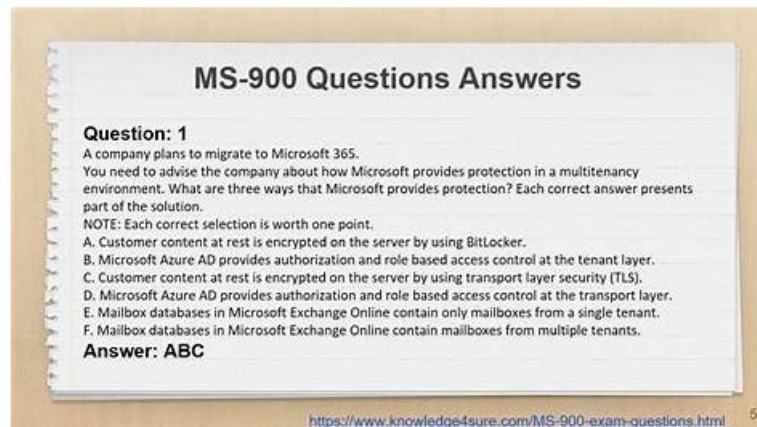 MS-900 Questions Answers
Question: 1
A company plans to migrate to Microsoft 365.
You need to advise the company about how Microsoft provides protection in a multitenancy
environment. What are three ways that Microsoft provides protection? Each correct answer presents
part of the solution.
NOTE: Each correct selection is worth one point.
A. Customer content at rest is encrypted on the server by using BitLocker.
B. Microsoft Azure AD provides authorization and role based access control at the tenant layer.
C. Customer content at rest is encrypted on the server by using transport layer security (TLS).
D. Microsoft Azure AD provides authorization and role based access control at the transport layer.
E. Mailbox databases in Microsoft Exchange Online contain only mailboxes from a single tenant.
F. Mailbox databases in Microsoft Exchange Online contain mailboxes from multiple tenants.
Answer: ABC
https://www.knowledge4sure.com/MS-900-exam-questions.html
5